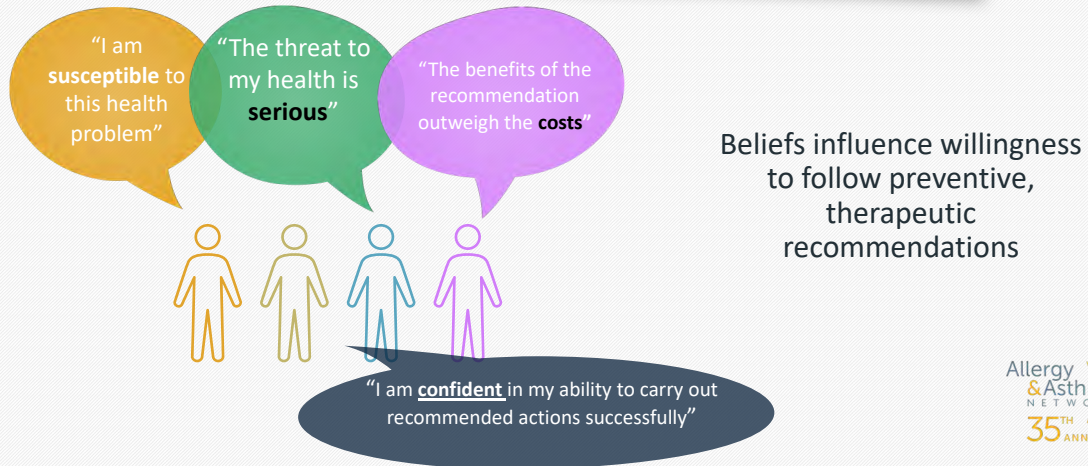 “I am
susceptible to
this health
problem”
“The threat to
my health is
serious”
“The benefits of the
recommendation
outweigh the costs”
Beliefs influence willingness
to follow preventive,
therapeutic
recommendations
“I am confident in my ability to carry out
recommended actions successfully”
Allergy
&
35TH